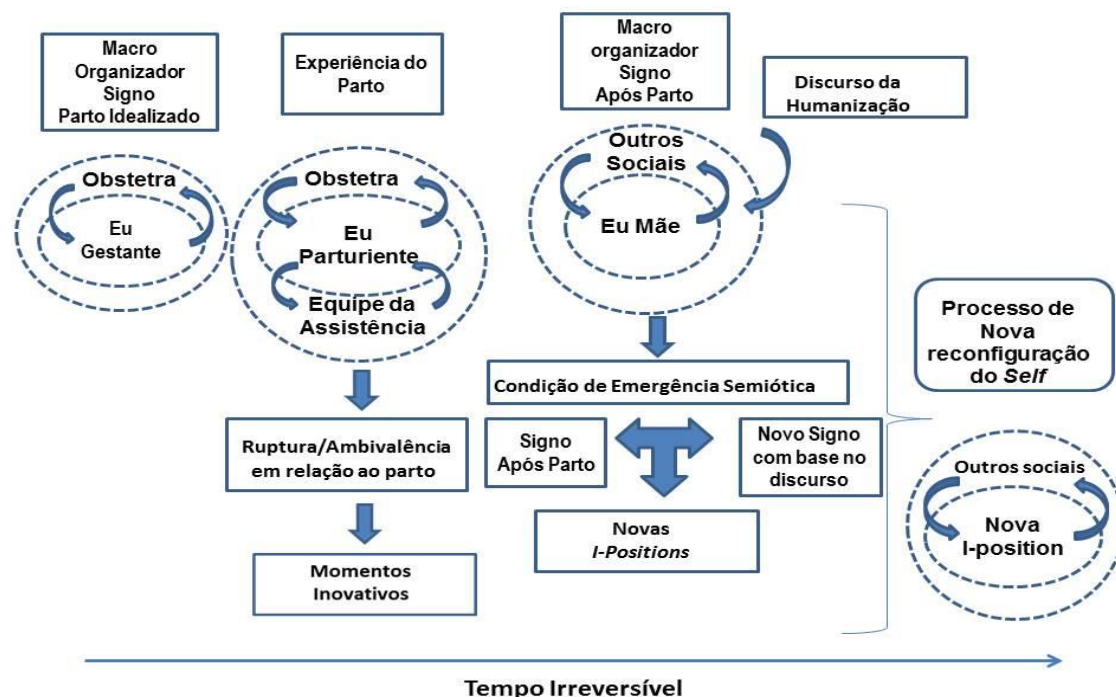 Macro
Organizador
Signo
Parto Idealizado
Obstetra
Eu
Gestante
Experiência do
Parto
Obstetra
Eu
Parturiente
Equipe da
Assistência
Ruptura/Ambivalência
em relação ao parto
Momentos
Inovativos
Macro
organizador
Signo
Após Parto
Discurso da
Humanização
Outros
Sociais
Eu Mãe
Condição de Emergência Semiótica
Signo
Após Parto
Novo Signo
com base no
discurso
Novas
I-Positions
Processo de
Nova
reconfiguração
do Self
Outros sociais
Nova
I-position
Tempo Irreversível